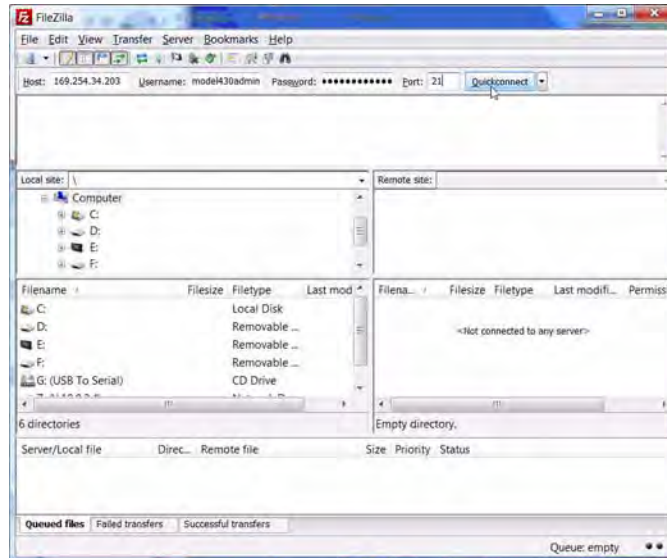 FileZilla
File Edit View Transfer Server Bookmarks Help
Host: 169.254.34.203 Username: model430admin Password: •••••••••••• Port: 21 Quickconnect
Local site: \ Remote site:
Computer
C:
D:
E:
F:
Filename Filesize Filetype Last mod Filena... Filesize Filetype Last modifi... Permiss
C: Local Disk
D: Removable ...
E: Removable ...
F: Removable ...
G: (USB To Serial) CD Drive
<Not connected to any server>
6 directories Empty directory.
Server/Local file Direc... Remote file Size Priority Status
Queued files Failed transfers Successful transfers
Queue: empty